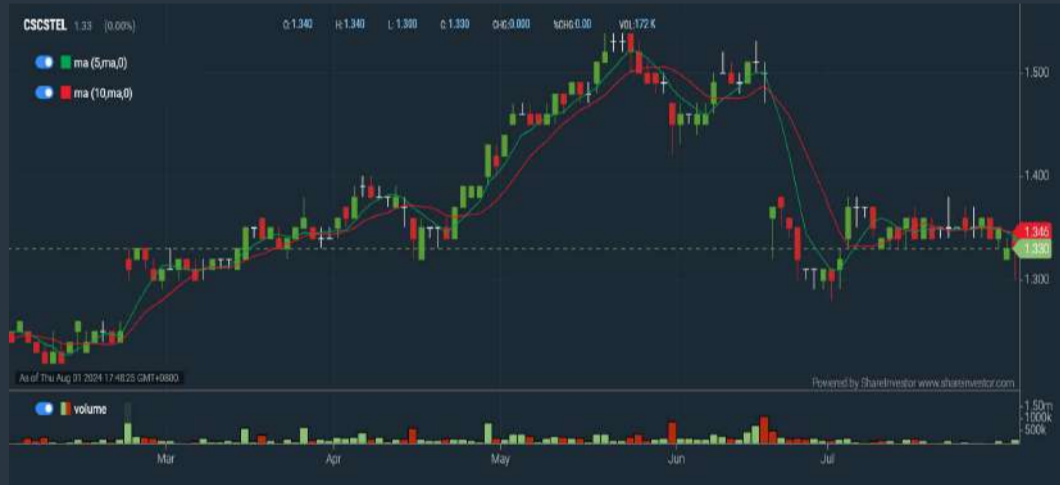 CSCSTEL 1.33 (0.00%) O:1.340 H:1.340 L: 1.300 C:1.330 CHG:0.000 %CHG:0.00 VOL:172 K
ma (5,ma,0)
ma (10,ma,0)
1.500
1.400
1.346
1.330
1.300
As of Thu Aug 01 2024 17:48:25 GMT+0800
Powered by ShareInvestor www.shareinvestor.com
volume
1.50m
1000k
500k
Mar Apr May Jun Jul